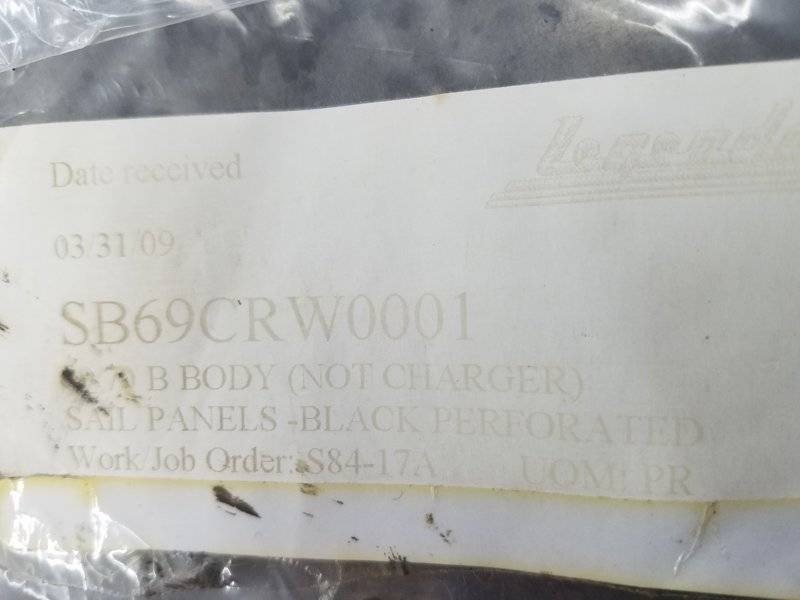 Legend
Date received
03/31/09
SB69CRW0001
B BODY (NOT CHARGER)
SAIL PANELS -BLACK PERFORATED
Work/Job Order: S84-17A UOM: PR